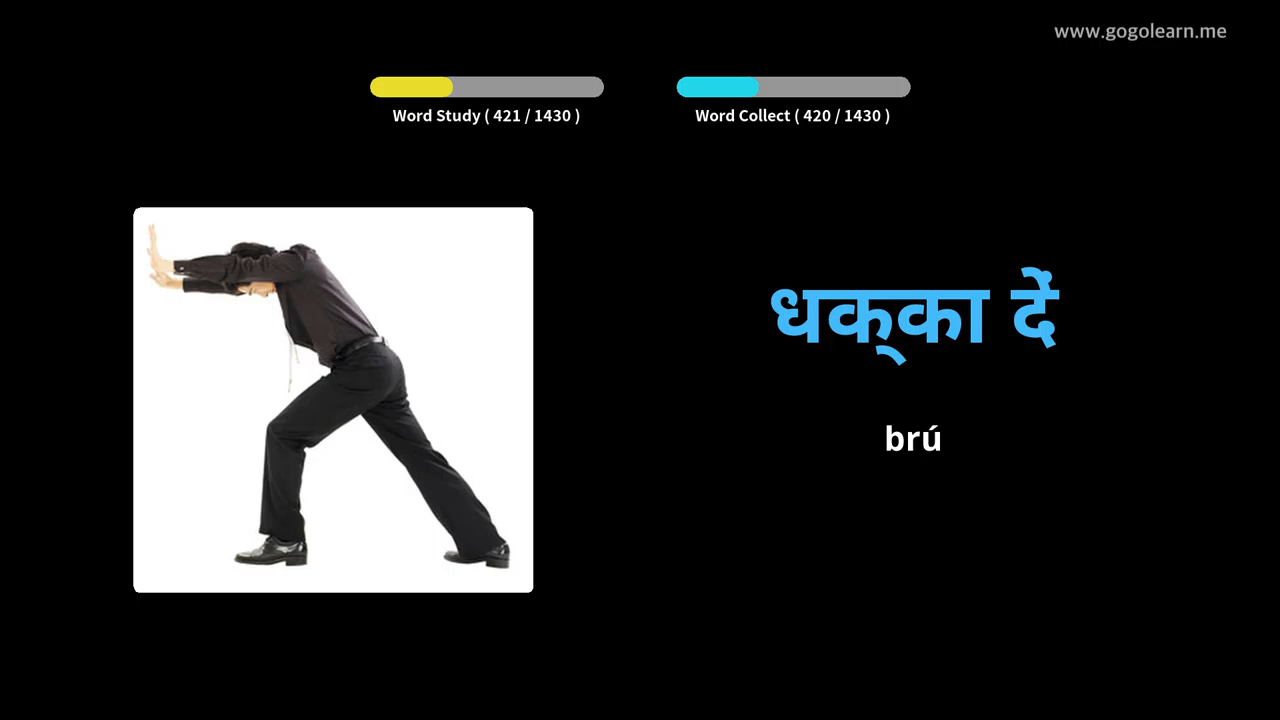 www.gogolearn.me
Word Study ( 421 / 1430 )
Word Collect ( 420 / 1430 )
धक्‍का दें
brú